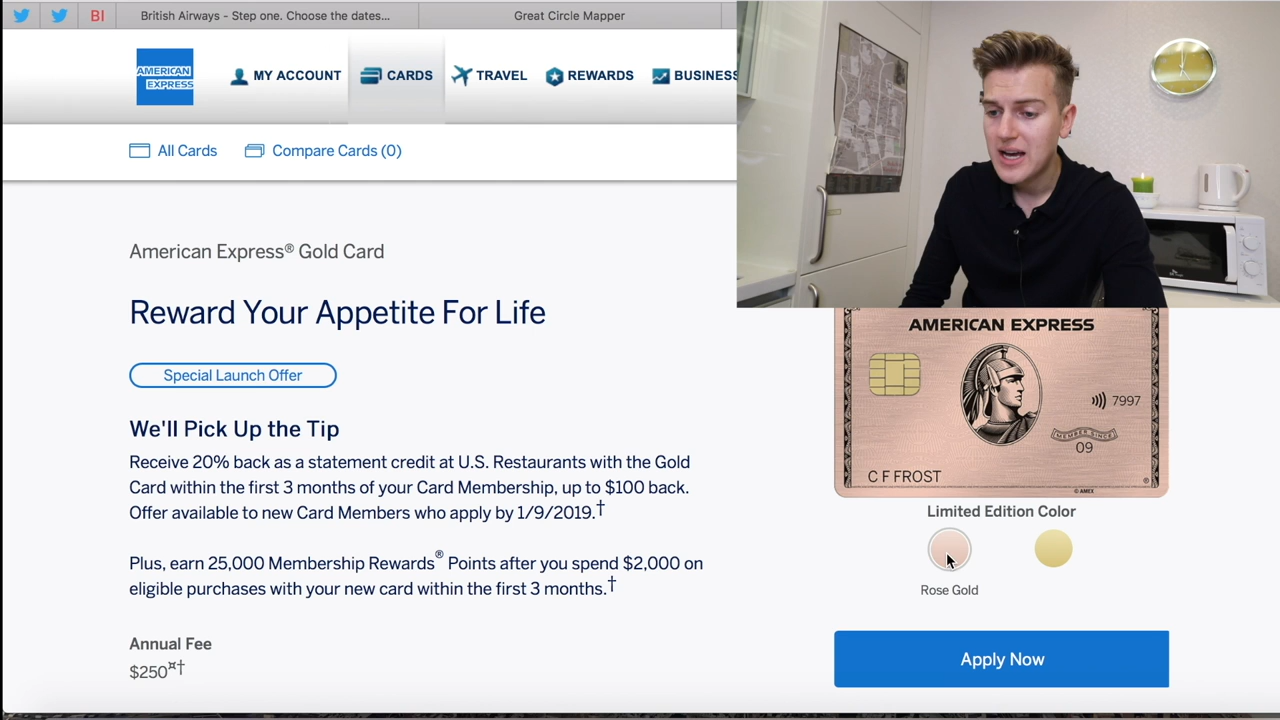 BI
British Airways - Step one. Choose the dates...
Great Circle Mapper
AMERICAN
EXPRESS
MY ACCOUNT
CARDS
TRAVEL
REWARDS
BUSINESS
All Cards
Compare Cards (0)
American Express® Gold Card
Reward Your Appetite For Life
Special Launch Offer
We'll Pick Up the Tip
Receive 20% back as a statement credit at U.S. Restaurants with the Gold
Card within the first 3 months of your Card Membership, up to $100 back.
Offer available to new Card Members who apply by 1/9/2019.†
Plus, earn 25,000 Membership Rewards® Points after you spend $2,000 on
eligible purchases with your new card within the first 3 months.†
Annual Fee
$250¤†
AMERICAN EXPRESS
7997
MEMBER SINCE
09
C F FROST
®
© AMEX
Limited Edition Color
Rose Gold
Apply Now